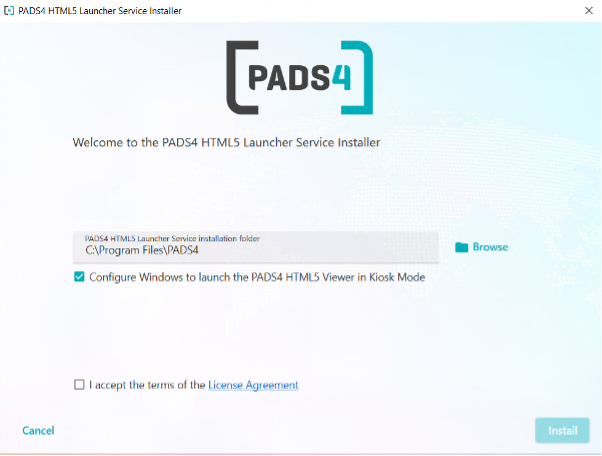 PADS4 HTML5 Launcher Service Installer
PADS4
Welcome to the PADS4 HTML5 Launcher Service Installer
PADS4 HTML5 Launcher Service installation folder
C:\Program Files\PADS4
Browse
Configure Windows to launch the PADS4 HTML5 Viewer in Kiosk Mode
I accept the terms of the License Agreement
Cancel
Install